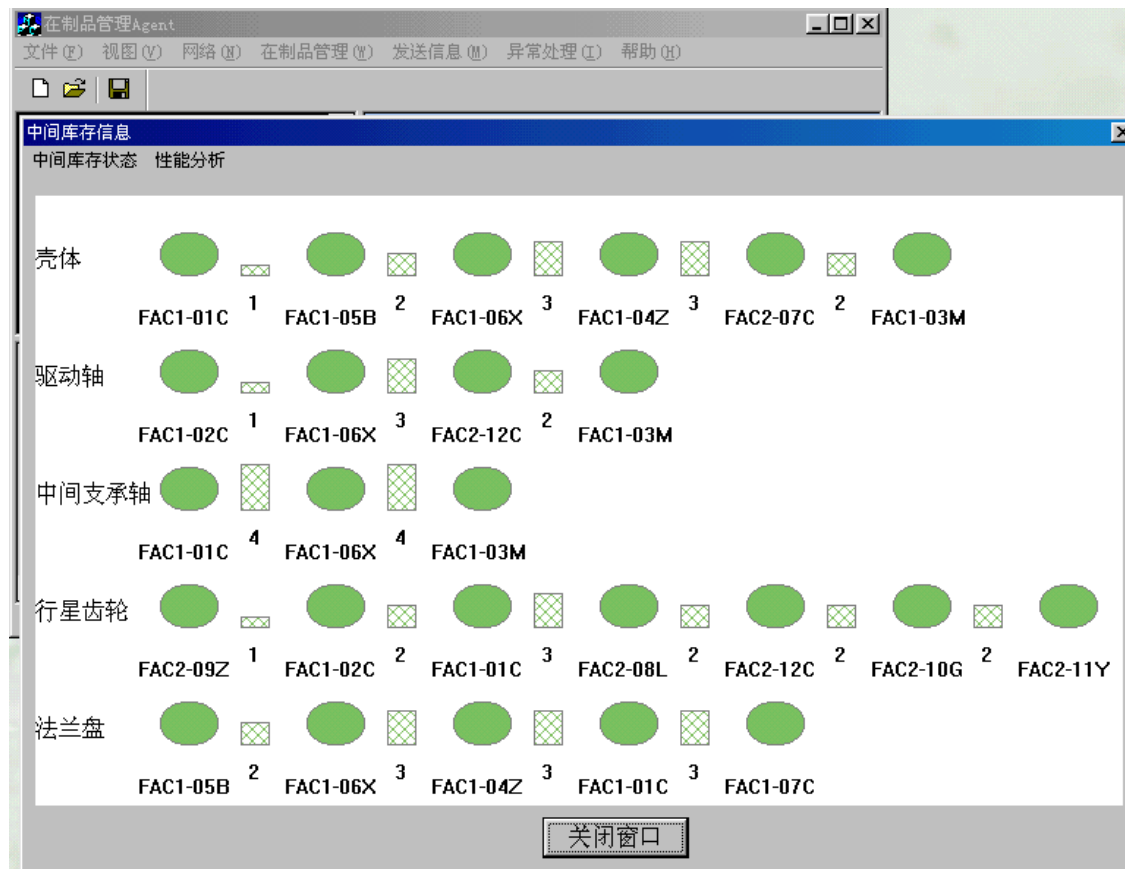 在制品管理Agent
文件(F) 视图(V) 网络(N) 在制品管理(W) 发送信息(M) 异常处理(I) 帮助(H)
中间库存信息
中间库存状态 性能分析
壳体
1 2 3 3 2
FAC1-01C FAC1-05B FAC1-06X FAC1-04Z FAC2-07C FAC1-03M
驱动轴
1 3 2
FAC1-02C FAC1-06X FAC2-12C FAC1-03M
中间支承轴
4 4
FAC1-01C FAC1-06X FAC1-03M
行星齿轮
1 2 3 2 2 2
FAC2-09Z FAC1-02C FAC1-01C FAC2-08L FAC2-12C FAC2-10G FAC2-11Y
法兰盘
2 3 3 3
FAC1-05B FAC1-06X FAC1-04Z FAC1-01C FAC1-07C
关闭窗口